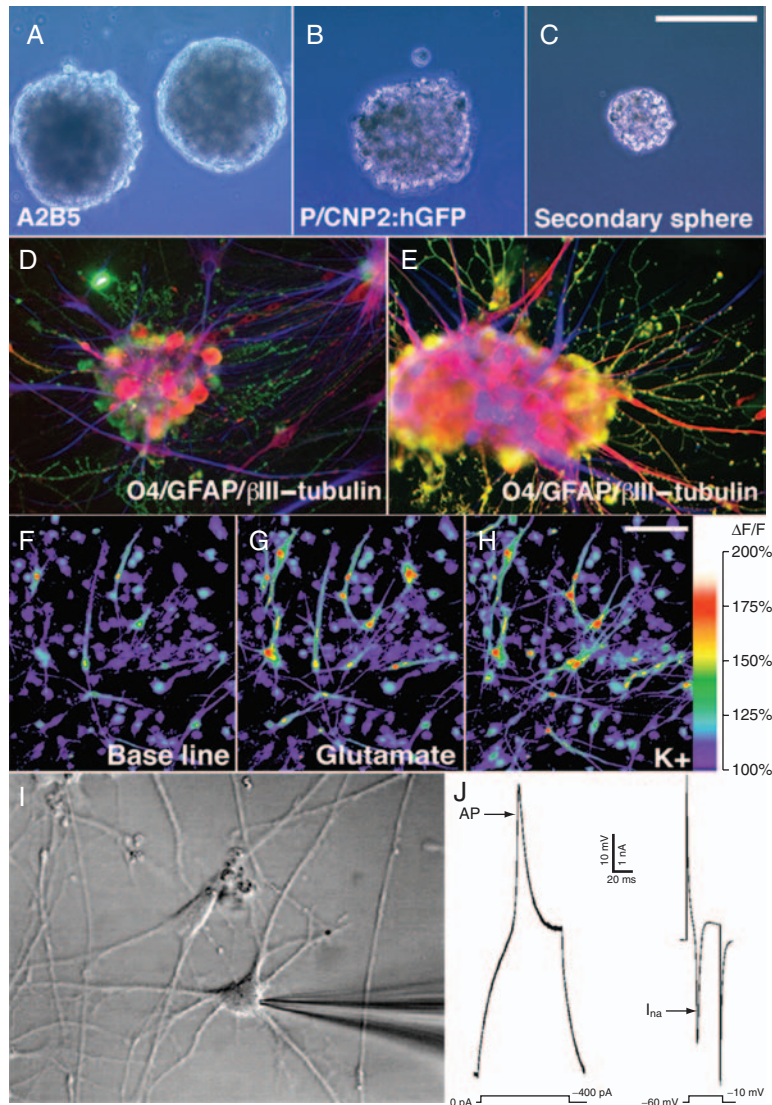 A
B
C
A2B5
P/CNP2:hGFP
Secondary sphere
D
E
O4/GFAP/βIII–tubulin
O4/GFAP/βIII–tubulin
F
G
H
ΔF/F
200%
175%
150%
125%
100%
Base line
Glutamate
K+
I
J
AP
10 mV
1 nA
20 ms
Ina
0 pA
–400 pA
–60 mV
–10 mV